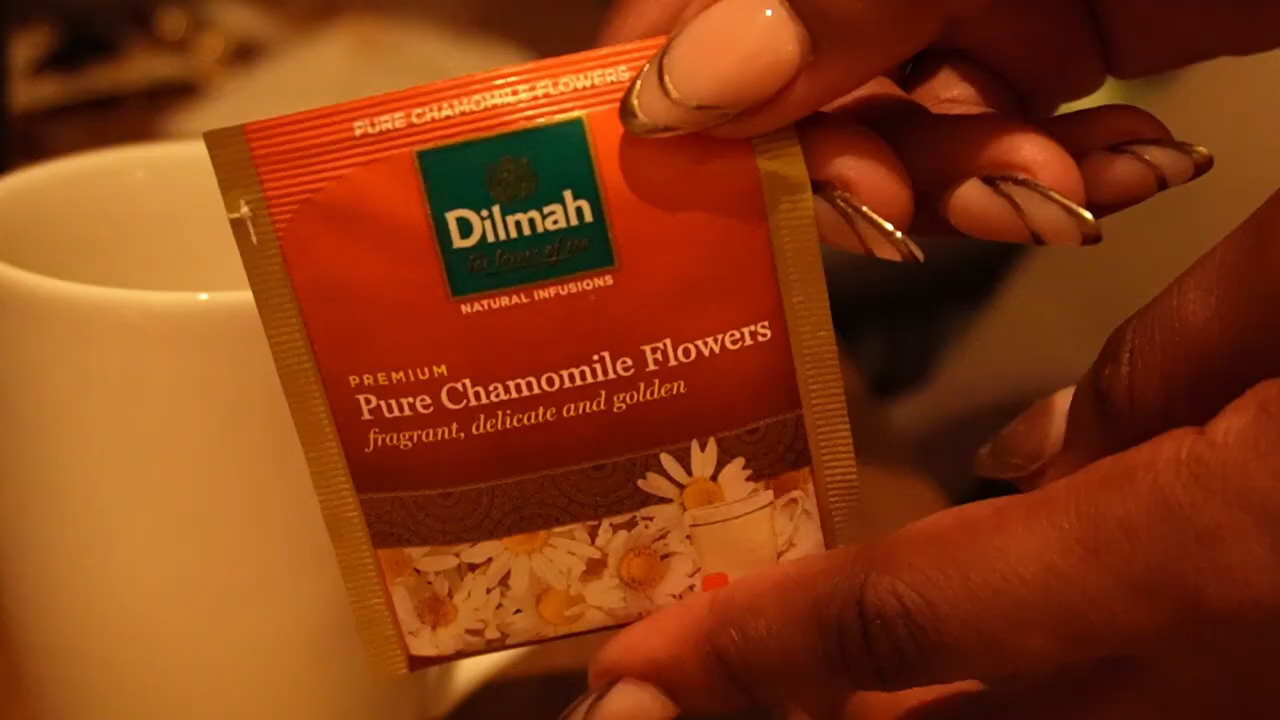 PURE CHAMOMILE FLOWERS
Dilmah
NATURAL INFUSIONS
PREMIUM
Pure Chamomile Flowers
fragrant, delicate and golden